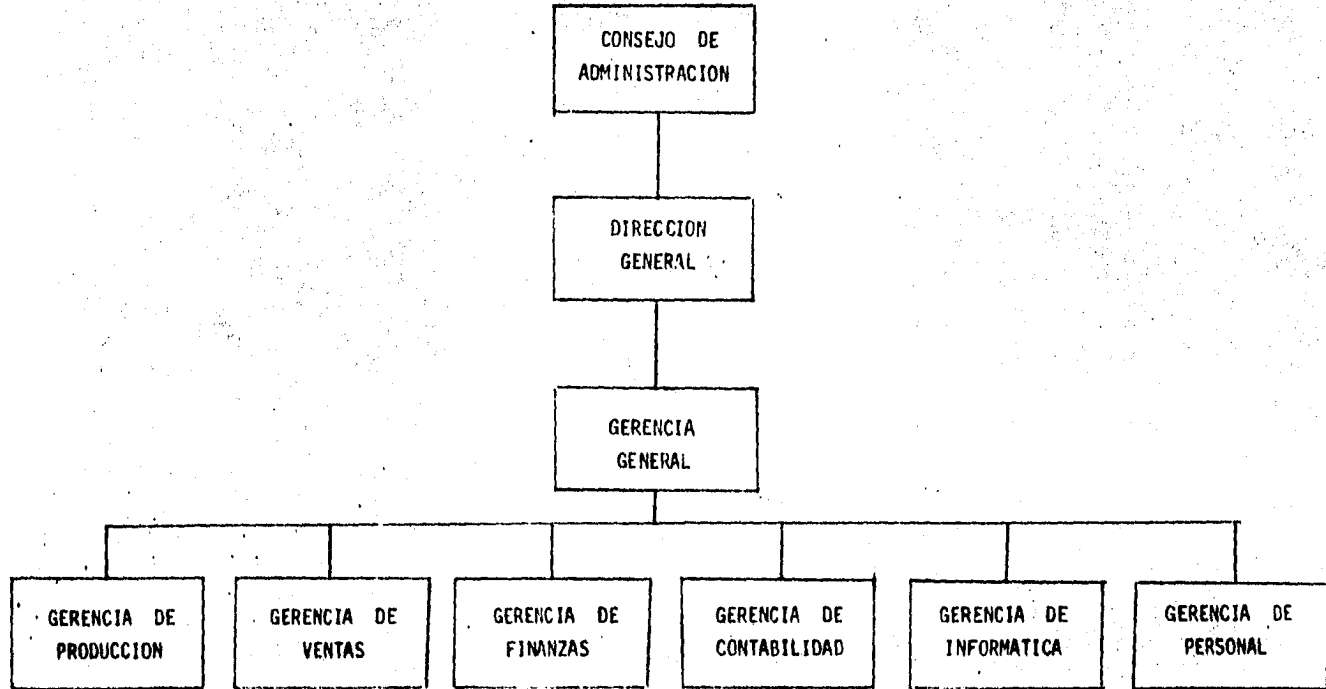 CONSEJO DE
ADMINISTRACION
DIRECCION
GENERAL
GERENCIA
GENERAL
GERENCIA DE
PRODUCCION
GERENCIA DE
VENTAS
GERENCIA DE
FINANZAS
GERENCIA DE
CONTABILIDAD
GERENCIA DE
INFORMATICA
GERENCIA DE
PERSONAL